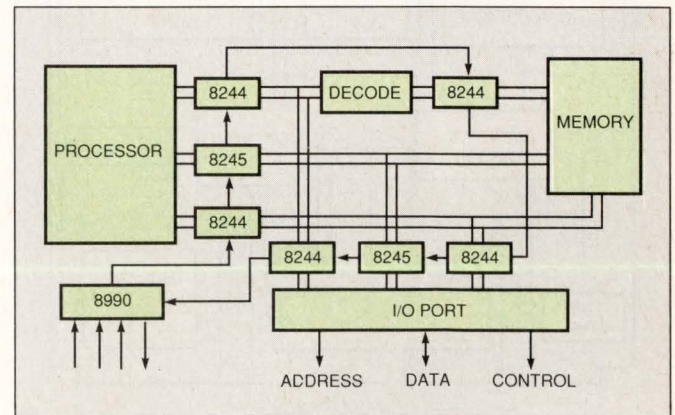 8244
DECODE
8244
PROCESSOR
MEMORY
8245
8244
8244
8245
8244
8990
I/O PORT
ADDRESS
DATA
CONTROL